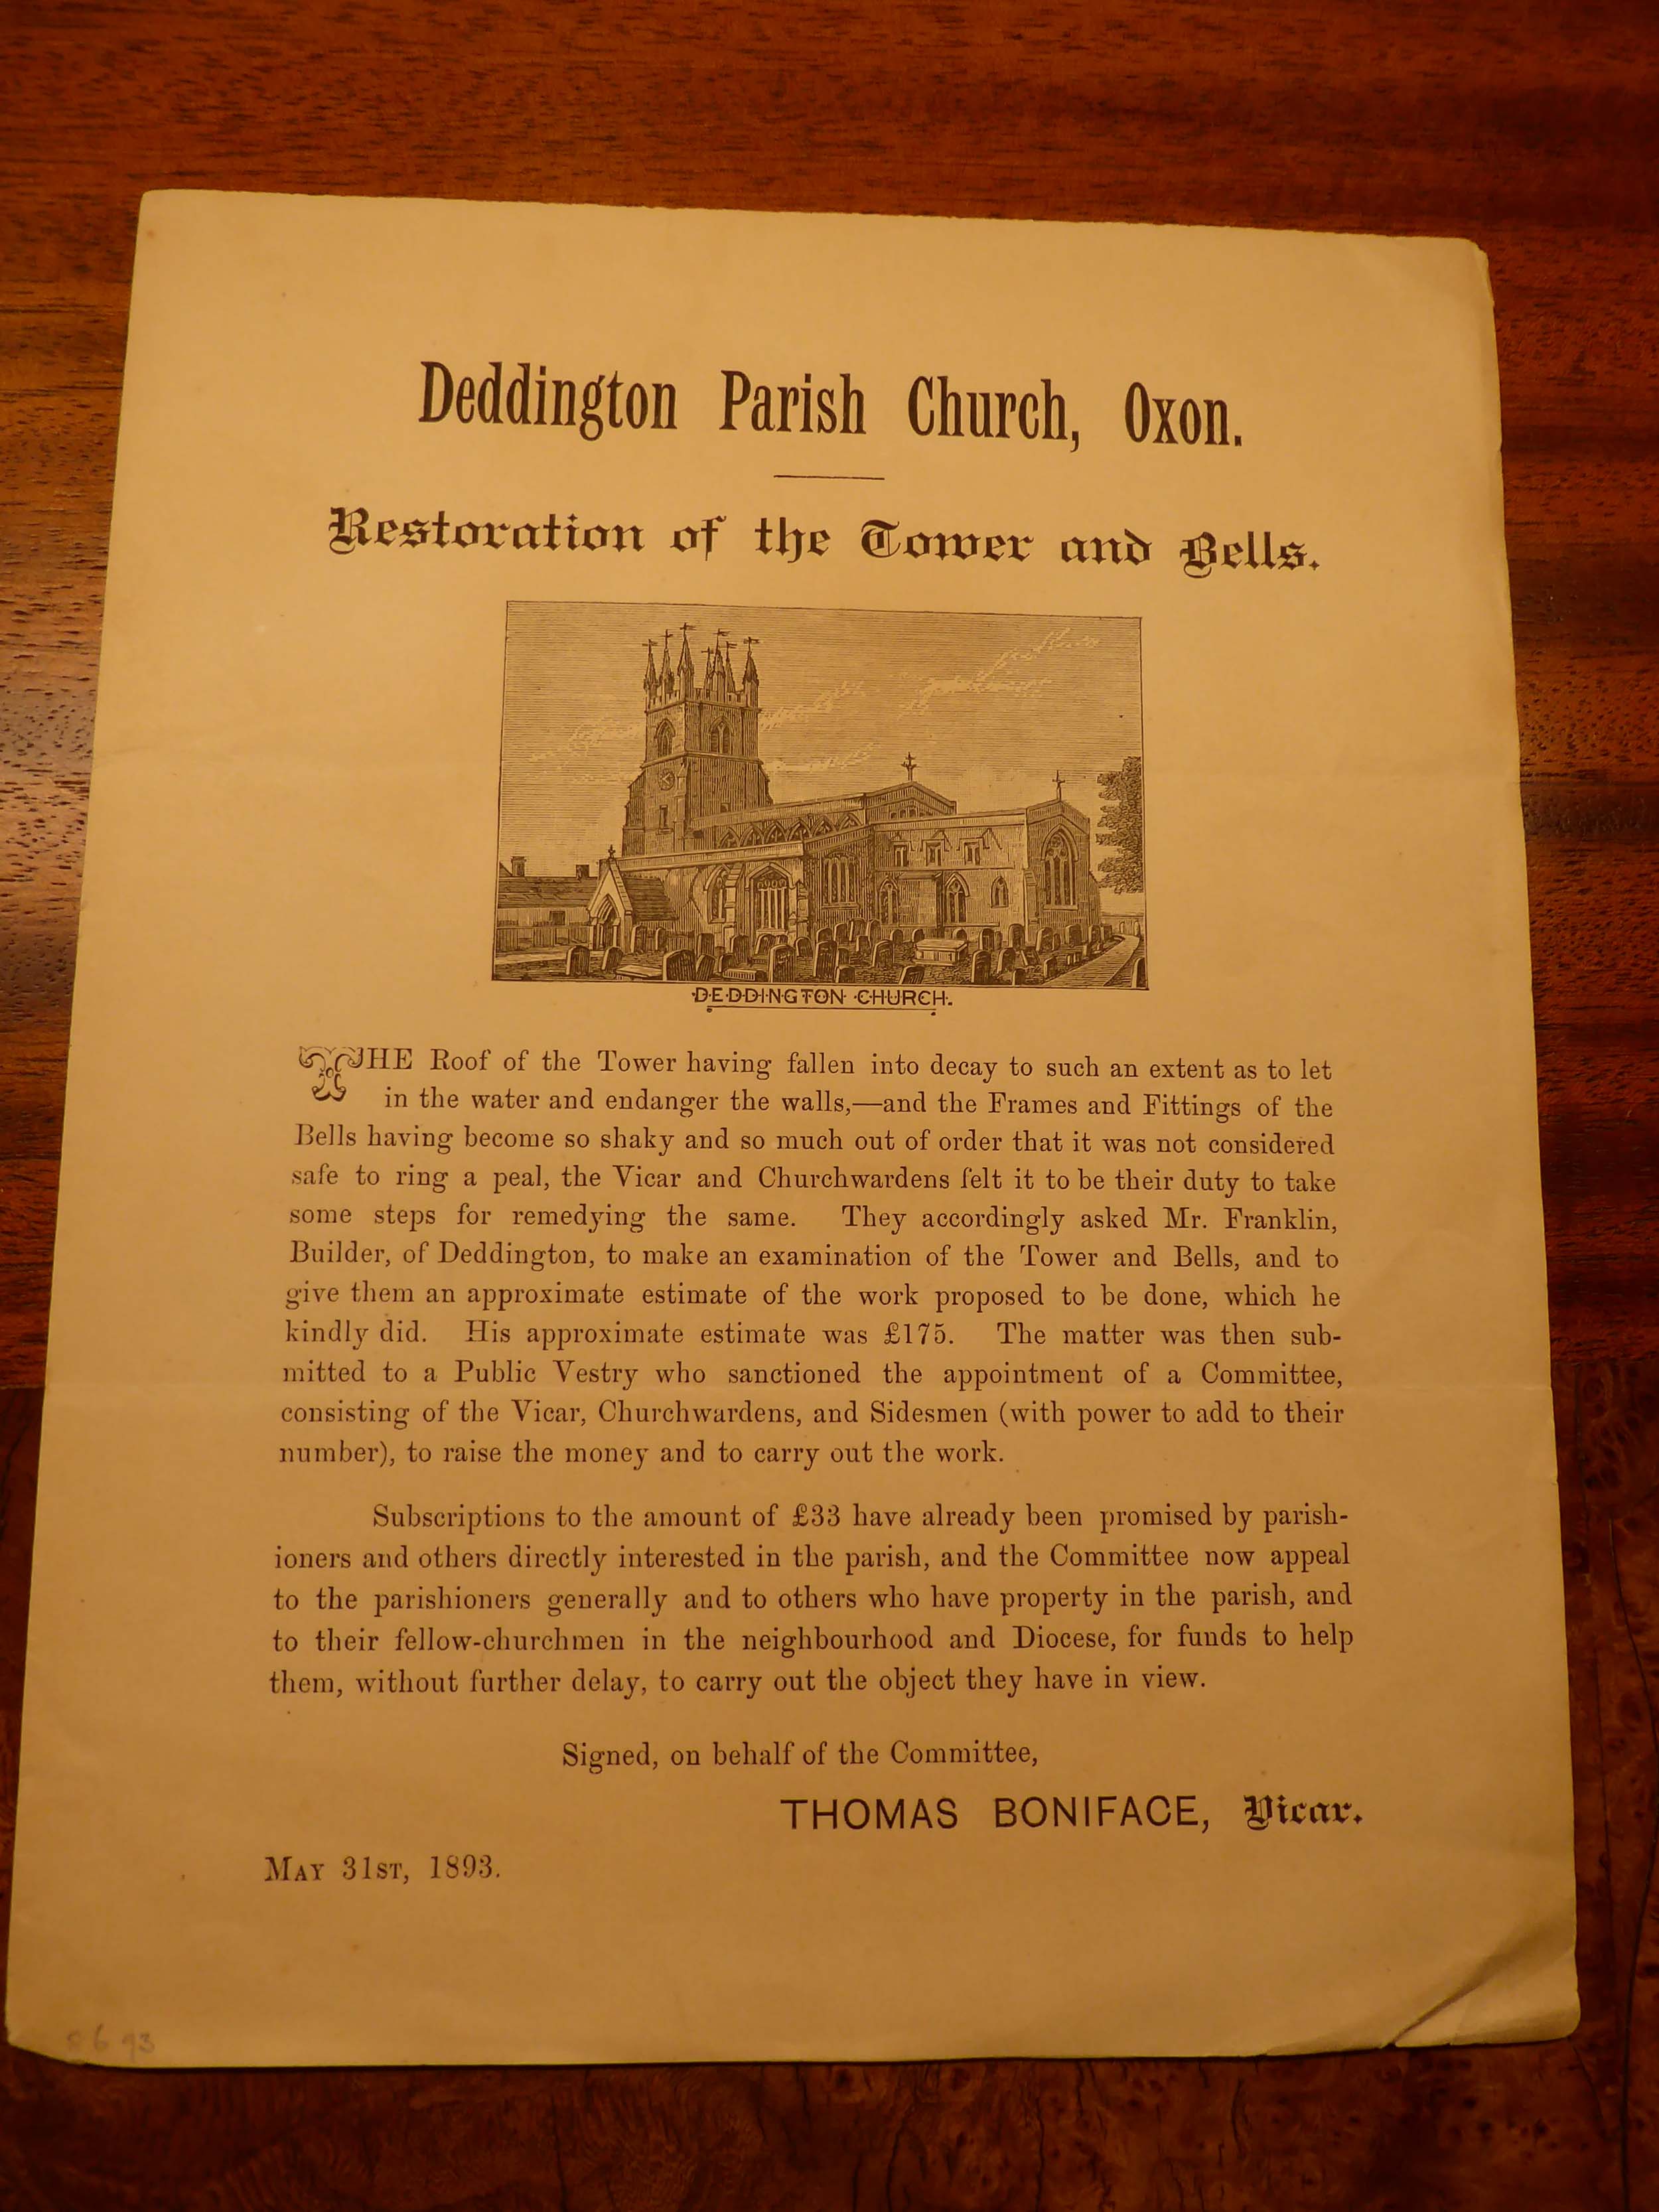 Deddington Parish Church, Oxon.
Restoration of the Tower and Bells.
DEDDINGTON CHURCH.
THE Roof of the Tower having fallen into decay to such an extent as to let
in the water and endanger the walls,—and the Frames and Fittings of the
Bells having become so shaky and so much out of order that it was not considered
safe to ring a peal, the Vicar and Churchwardens felt it to be their duty to take
some steps for remedying the same. They accordingly asked Mr. Franklin,
Builder, of Deddington, to make an examination of the Tower and Bells, and to
give them an approximate estimate of the work proposed to be done, which he
kindly did. His approximate estimate was £175. The matter was then sub-
mitted to a Public Vestry who sanctioned the appointment of a Committee,
consisting of the Vicar, Churchwardens, and Sidesmen (with power to add to their
number), to raise the money and to carry out the work.
Subscriptions to the amount of £33 have already been promised by parish-
ioners and others directly interested in the parish, and the Committee now appeal
to the parishioners generally and to others who have property in the parish, and
to their fellow-churchmen in the neighbourhood and Diocese, for funds to help
them, without further delay, to carry out the object they have in view.
Signed, on behalf of the Committee,
THOMAS BONIFACE, Vicar.
MAY 31ST, 1893.
6 93